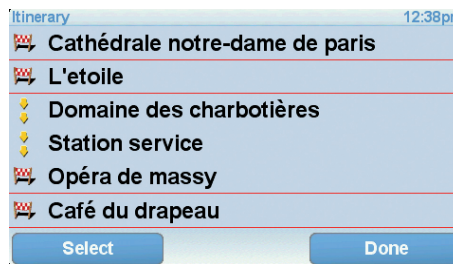 Itinerary 12:38p
Cathédrale notre-dame de paris
L'etoile
Domaine des charbotières
Station service
Opéra de massy
Café du drapeau
Select Done